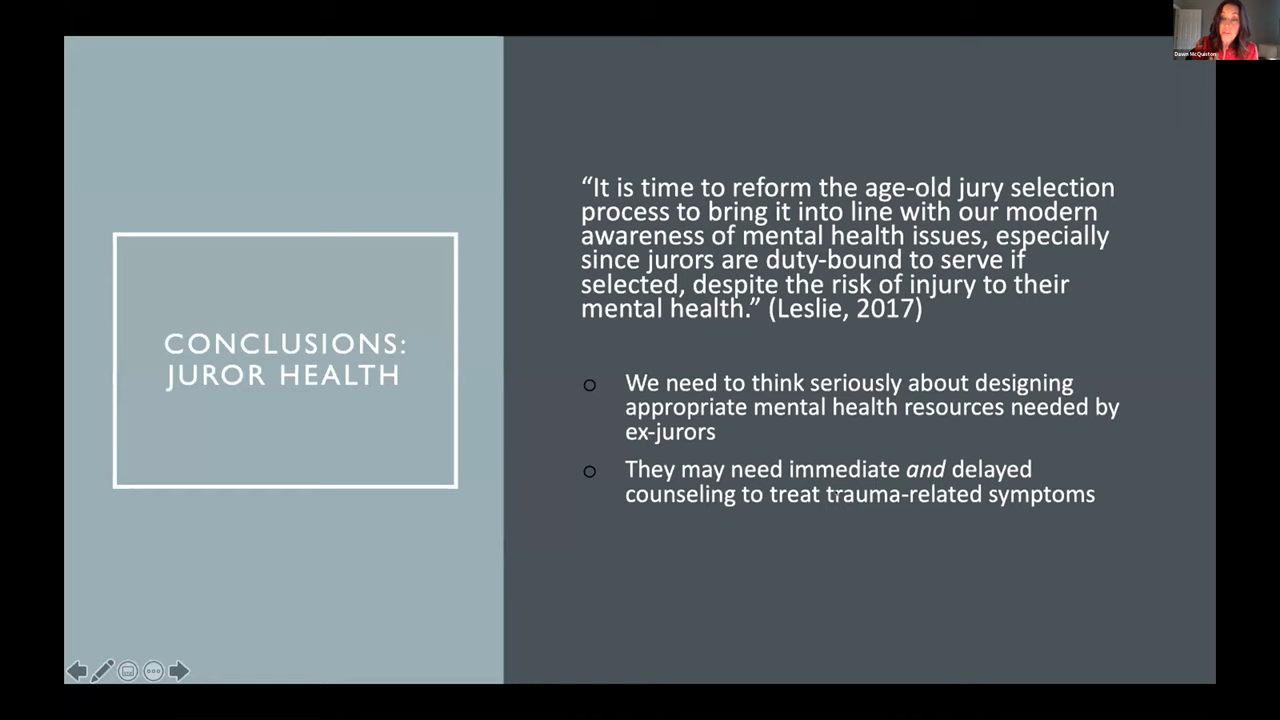 Dawn McQuiston
CONCLUSIONS:
JUROR HEALTH
“It is time to reform the age-old jury selection
process to bring it into line with our modern
awareness of mental health issues, especially
since jurors are duty-bound to serve if
selected, despite the risk of injury to their
mental health.” (Leslie, 2017)
We need to think seriously about designing
appropriate mental health resources needed by
ex-jurors
They may need immediate and delayed
counseling to treat trauma-related symptoms